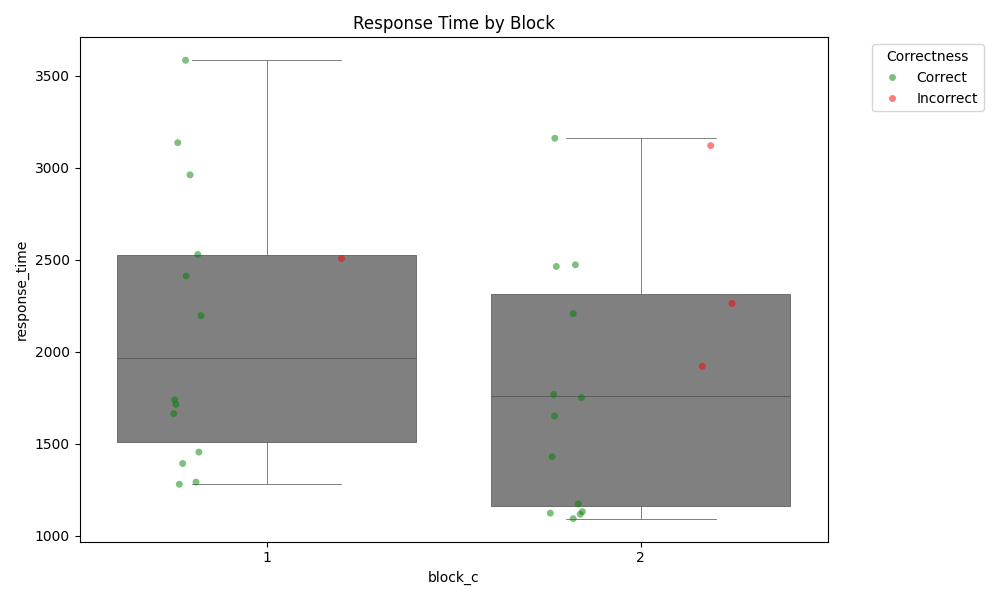 Response Time by Block
Correctness
Correct
Incorrect
response_time
3500
3000
2500
2000
1500
1000
1
2
block_c